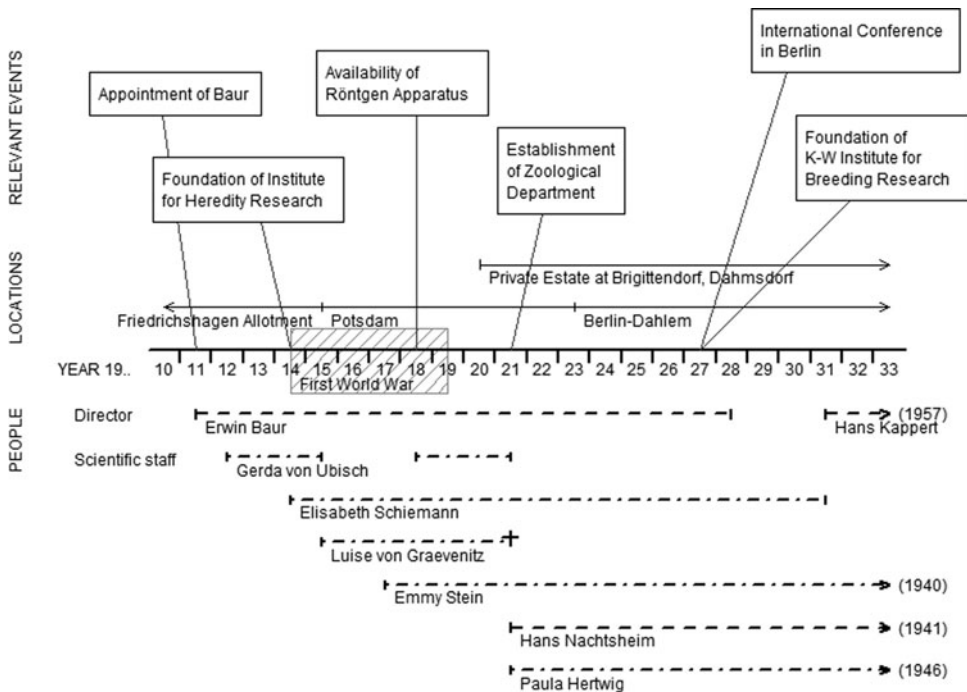 RELEVANT EVENTS
Appointment of Baur
Foundation of Institute
for Heredity Research
Availability of
Röntgen Apparatus
Establishment
of Zoological
Department
International Conference
in Berlin
Foundation of
K-W Institute for
Breeding Research
LOCATIONS
Private Estate at Brigittendorf, Dahmsdorf
Friedrichshagen Allotment
Potsdam
Berlin-Dahlem
YEAR 19.. 10 11 12 13 14 15 16 17 18 19 20 21 22 23 24 25 26 27 28 29 30 31 32 33
First World War
PEOPLE
Director
Erwin Baur
Hans Kappert
(1957)
Scientific staff
Gerda von Ubisch
Elisabeth Schiemann
Luise von Graevenitz
Emmy Stein
(1940)
Hans Nachtsheim
(1941)
Paula Hertwig
(1946)